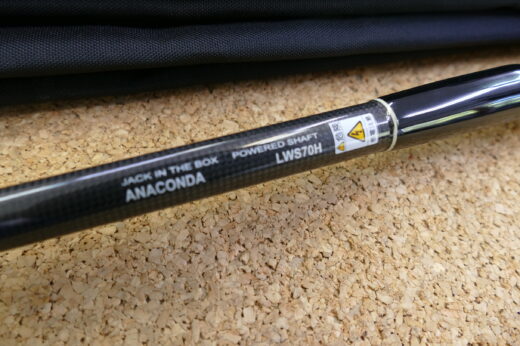 JACK IN THE BOX POWERED SHAFT
ANACONDA LWS70H